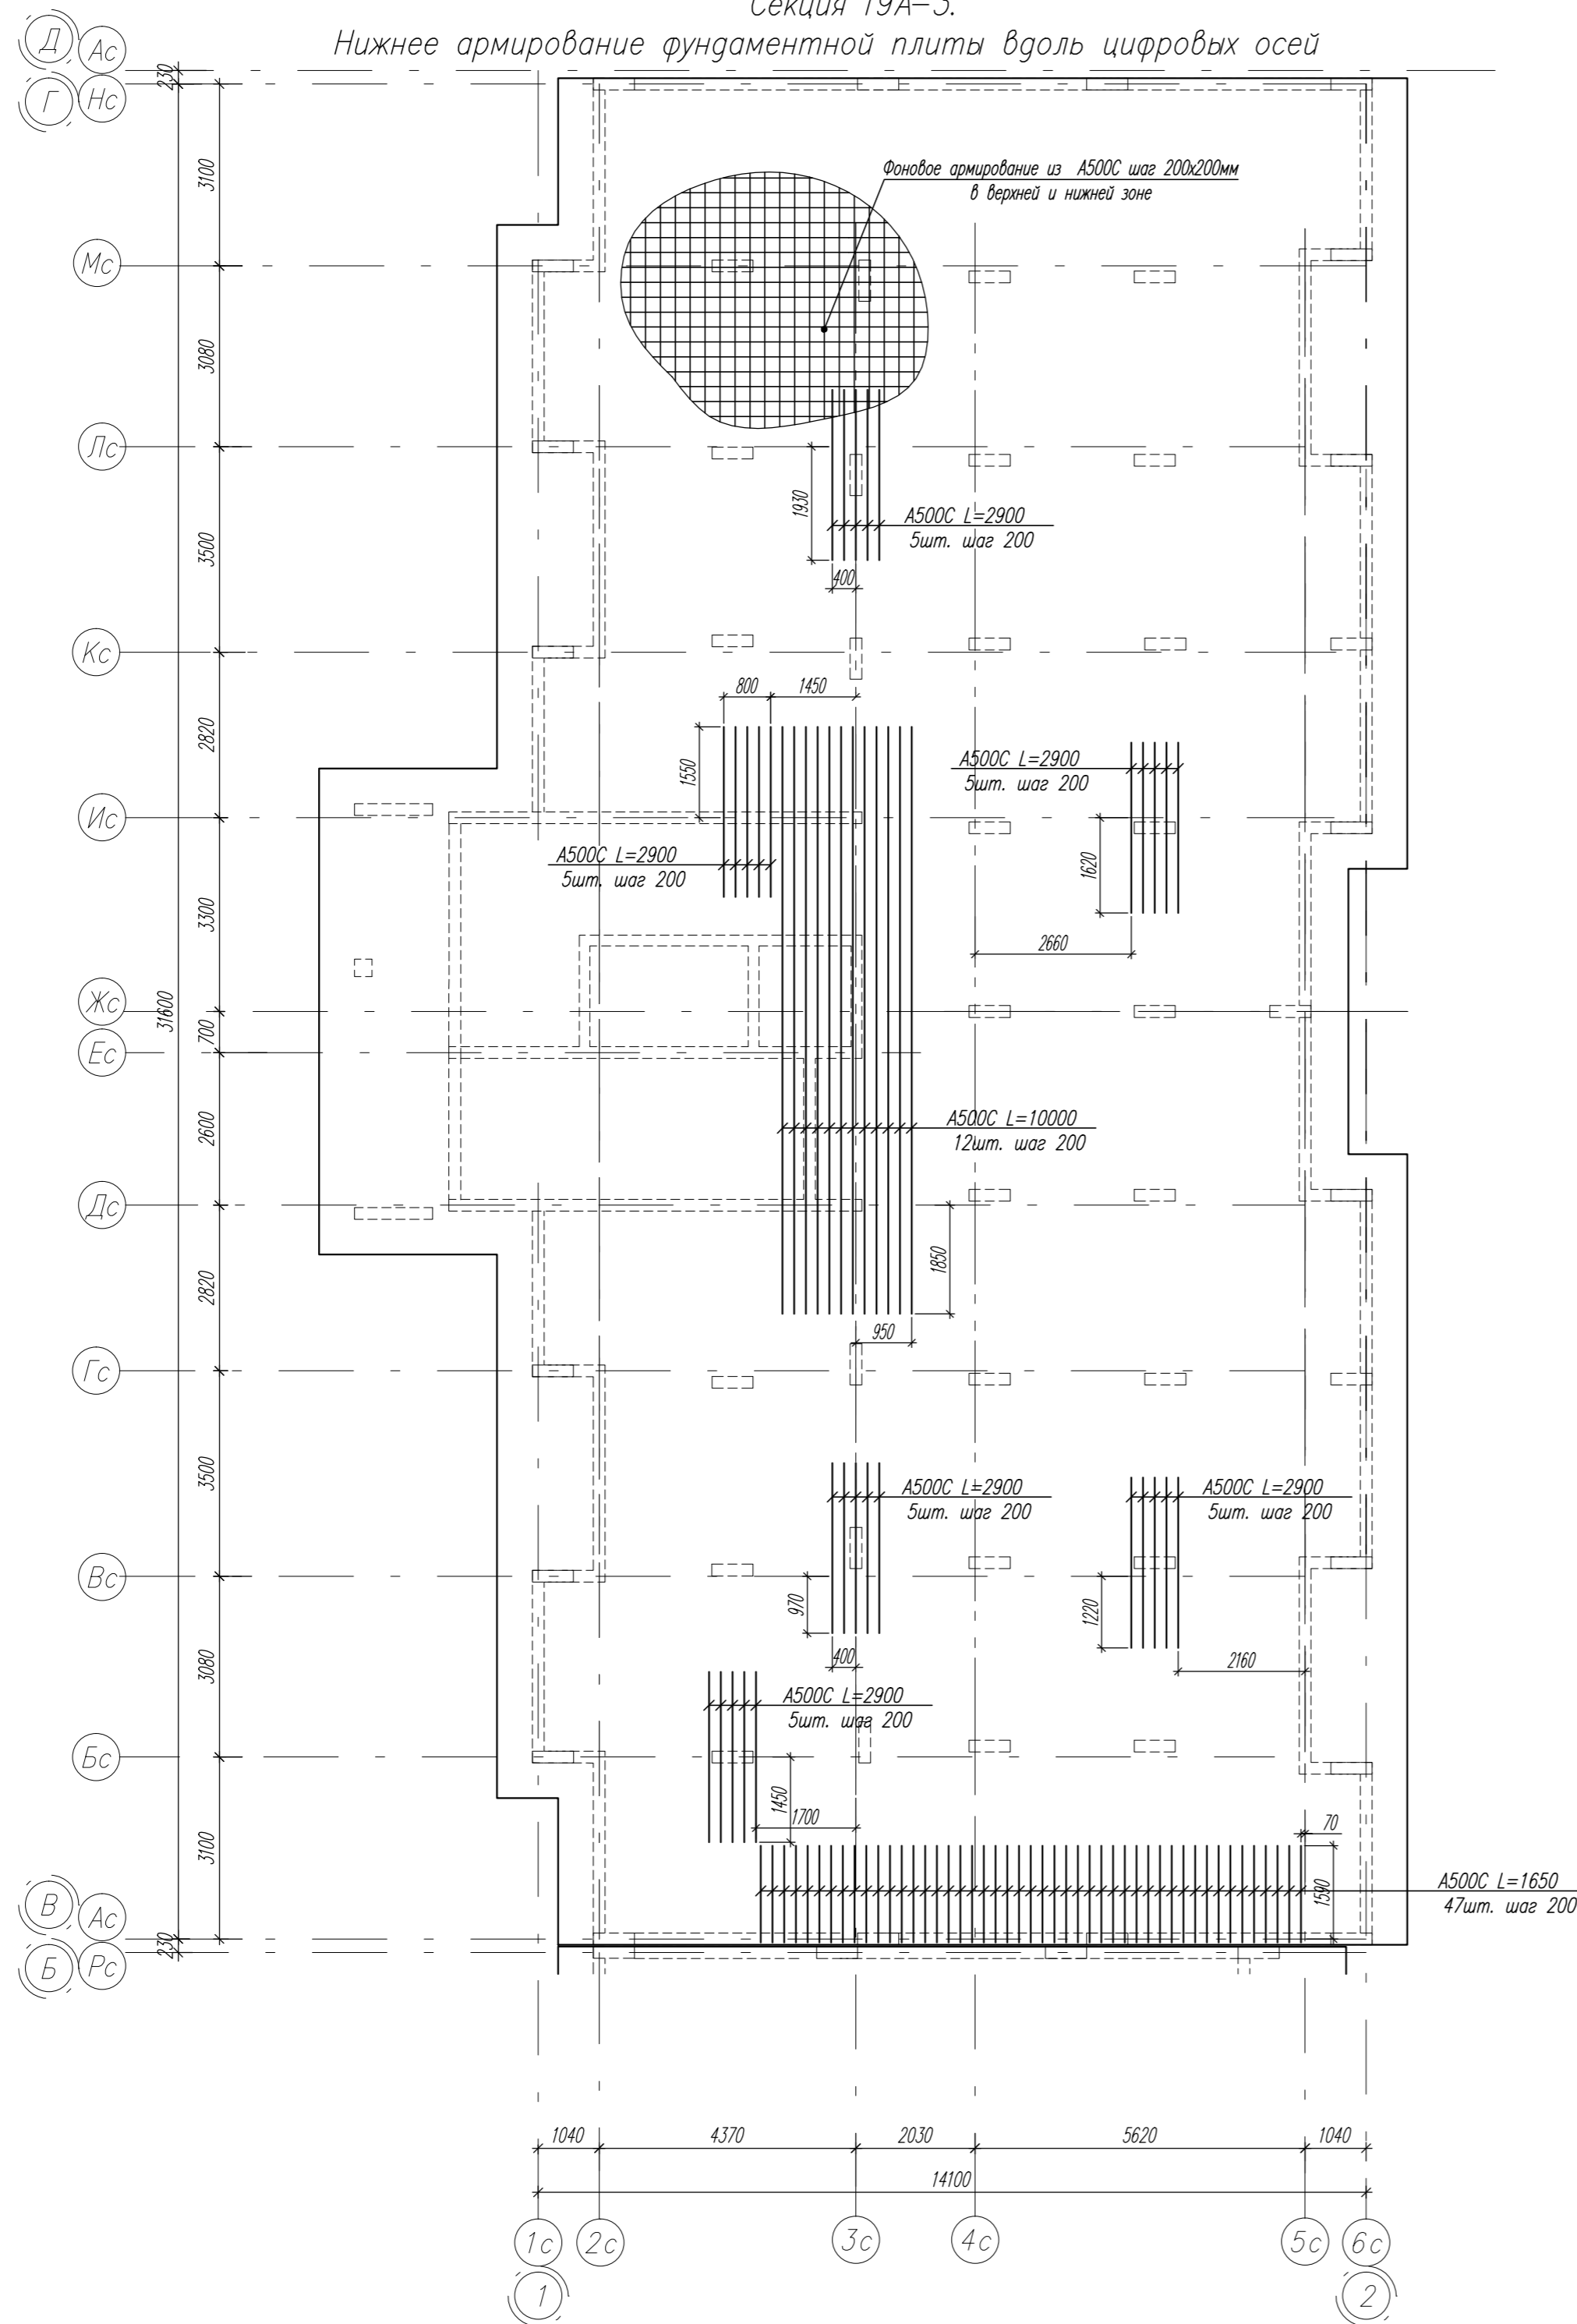 Секция 19А-3.
Нижнее армирование фундаментной плиты вдоль цифровых осей
Д
Ас
Г
Нс
230
3100
Фоновое армирование из А500С шаг 200х200мм
в верхней и нижней зоне
Мс
3080
Лс
1930
А500С L=2900
5шт. шаг 200
400
3500
Кс
800
1450
2820
1550
А500С L=2900
5шт. шаг 200
Ис
А500С L=2900
5шт. шаг 200
1620
3300
2660
Жс
31600
700
Ес
2600
А500С L=10000
12шт. шаг 200
Дс
1850
2820
950
Гс
3500
А500С L=2900
5шт. шаг 200
А500С L=2900
5шт. шаг 200
Вс
970
1220
400
2160
3080
А500С L=2900
5шт. шаг 200
Бс
1450
1700
70
3100
1590
А500С L=1650
47шт. шаг 200
В
Ас
230
Б
Рс
1040
4370
2030
5620
1040
14100
1с
2с
3с
4с
5с
6с
1
2